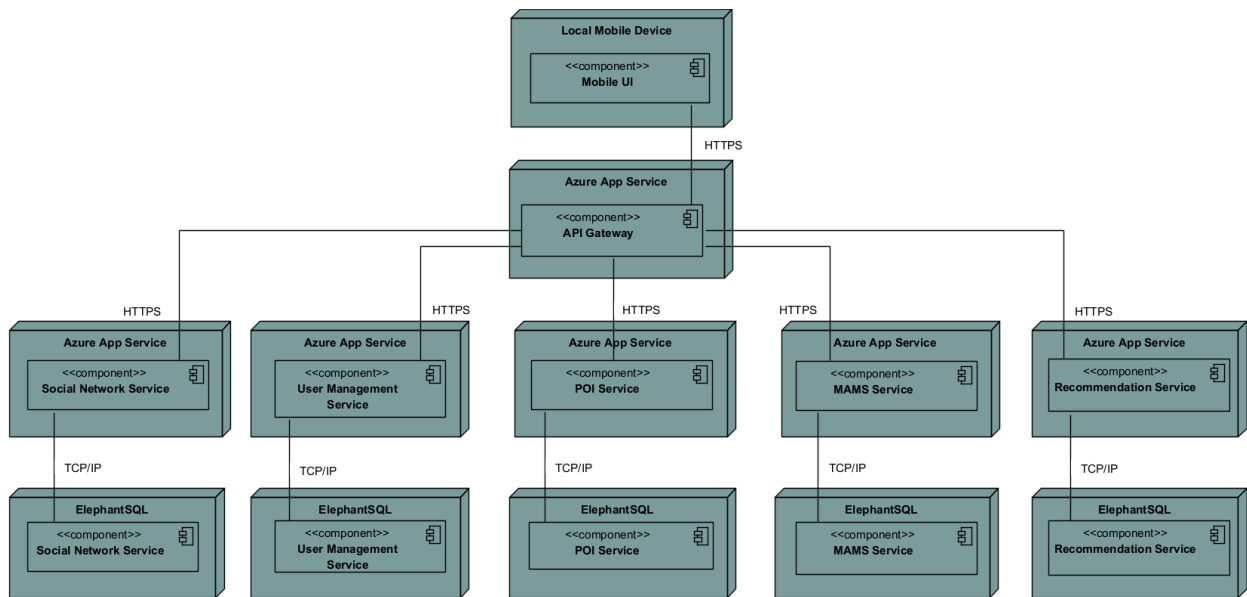 Local Mobile Device
<<component>>
Mobile UI
HTTPS
Azure App Service
<<component>>
API Gateway
HTTPS
HTTPS
HTTPS
HTTPS
HTTPS
Azure App Service
<<component>>
Social Network Service
Azure App Service
<<component>>
User Management
Service
Azure App Service
<<component>>
POI Service
Azure App Service
<<component>>
MAMS Service
Azure App Service
<<component>>
Recommendation Service
TCP/IP
TCP/IP
TCP/IP
TCP/IP
TCP/IP
ElephantSQL
<<component>>
Social Network Service
ElephantSQL
<<component>>
User Management
Service
ElephantSQL
<<component>>
POI Service
ElephantSQL
<<component>>
MAMS Service
ElephantSQL
<<component>>
Recommendation Service